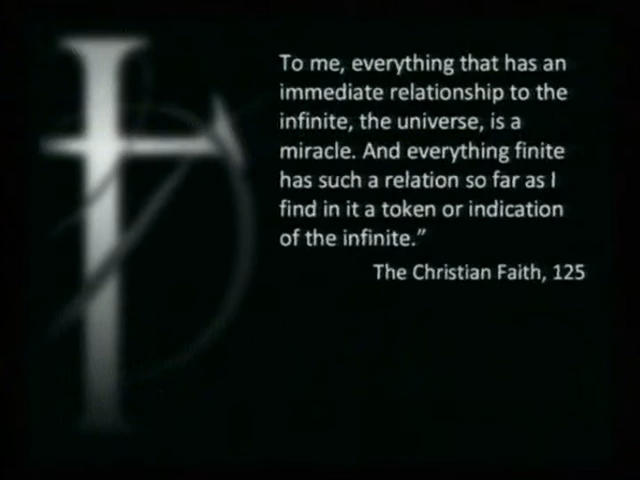 To me, everything that has an
immediate relationship to the
infinite, the universe, is a
miracle. And everything finite
has such a relation so far as I
find in it a token or indication
of the infinite.”
The Christian Faith, 125